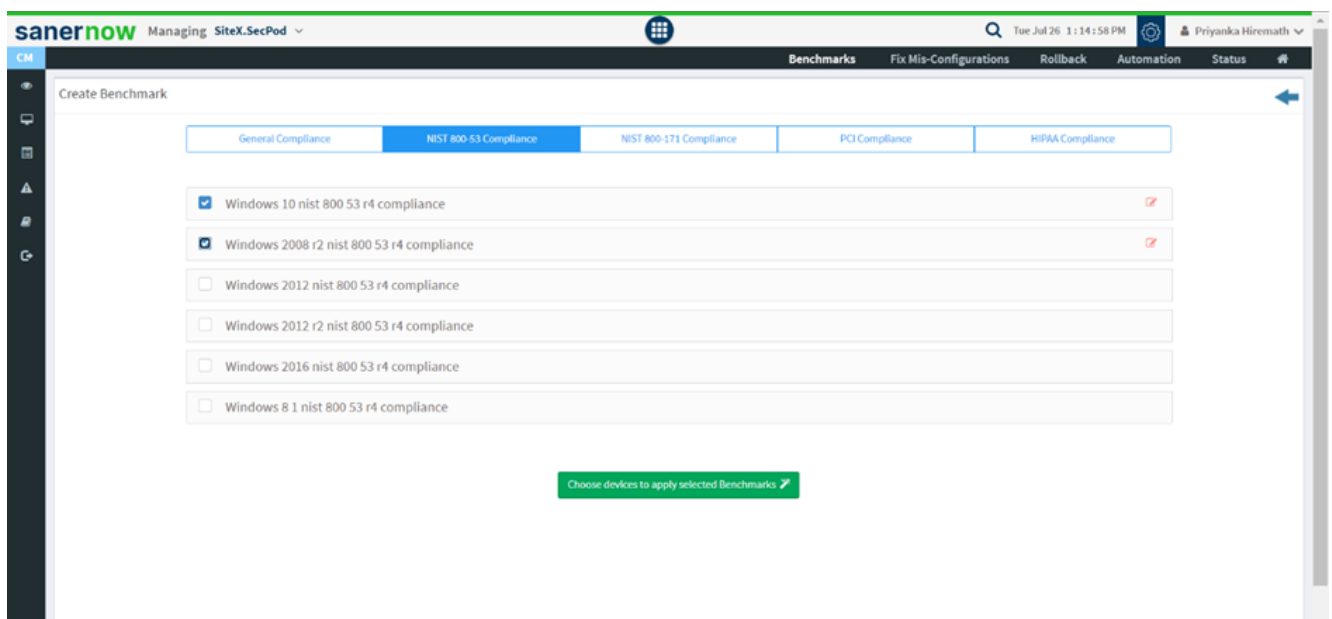 sanernow Managing SiteX.SecPod Tue Jul 26 1:14:58 PM Priyanka Hiremath
CM Benchmarks Fix Mis-Configurations Rollback Automation Status
Create Benchmark
General Compliance NIST 800-53 Compliance NIST 800-171 Compliance PCI Compliance HIPAA Compliance
Windows 10 nist 800 53 r4 compliance
Windows 2008 r2 nist 800 53 r4 compliance
Windows 2012 nist 800 53 r4 compliance
Windows 2012 r2 nist 800 53 r4 compliance
Windows 2016 nist 800 53 r4 compliance
Windows 8 1 nist 800 53 r4 compliance
Choose devices to apply selected Benchmarks